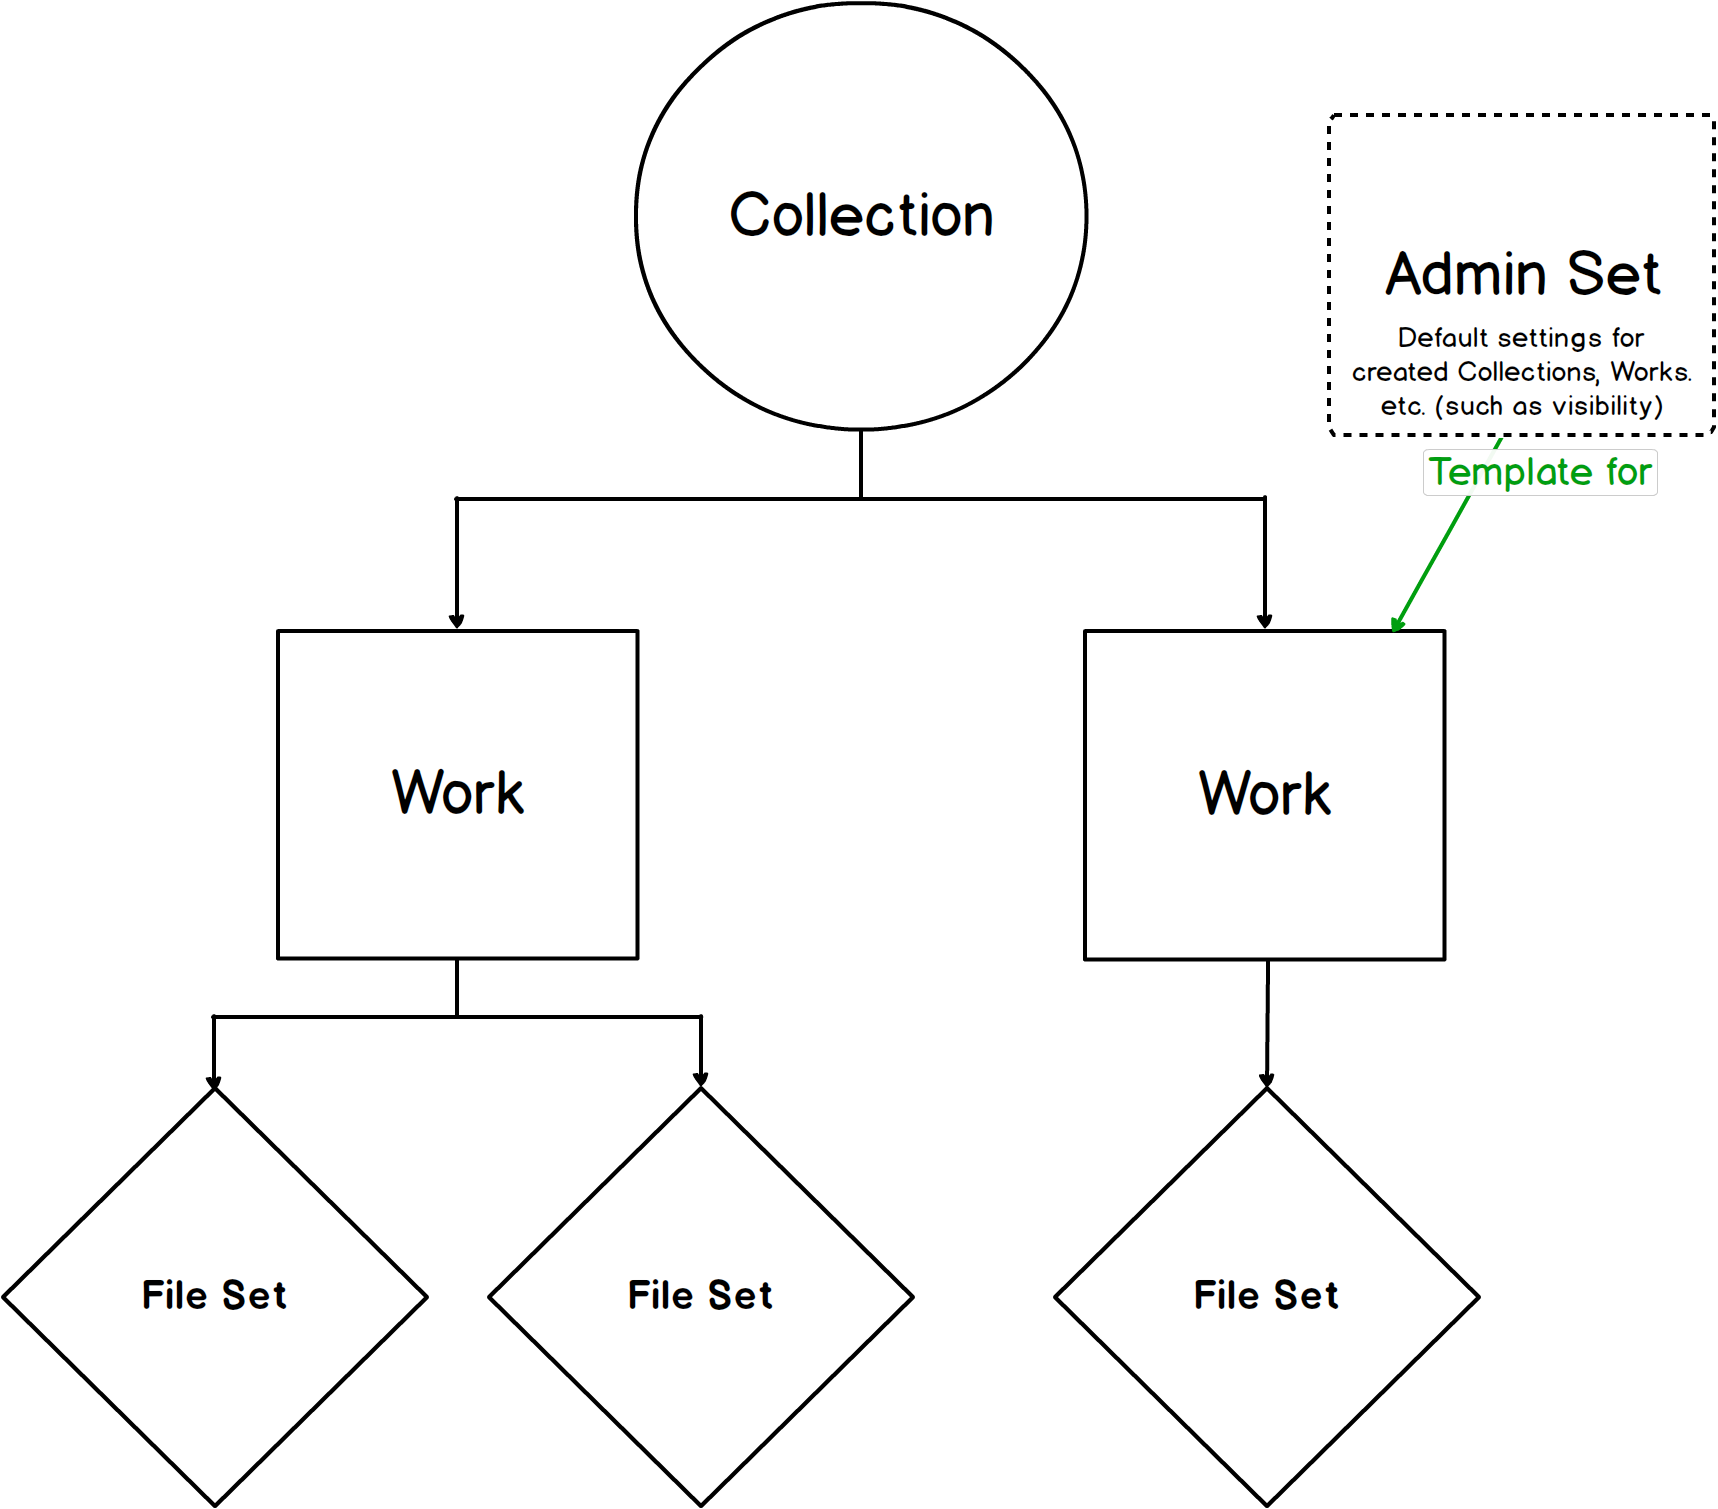 Collection
Admin Set
Default settings for
created Collections, Works.
etc. (such as visibility)
Template for
Work
Work
File Set
File Set
File Set